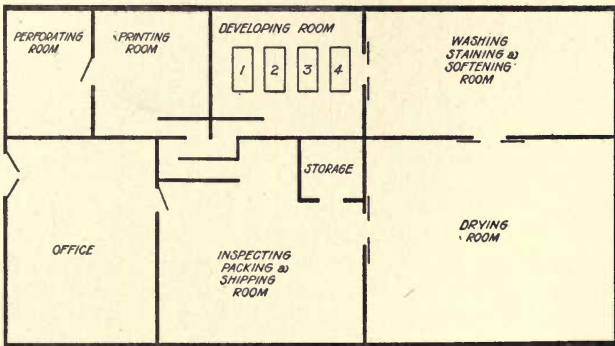 PERFORATING
ROOM
PRINTING
ROOM
DEVELOPING ROOM
1 2 3 4
WASHING
STAINING &
SOFTENING
ROOM
STORAGE
OFFICE
INSPECTING
PACKING &
SHIPPING
ROOM
DRYING
ROOM